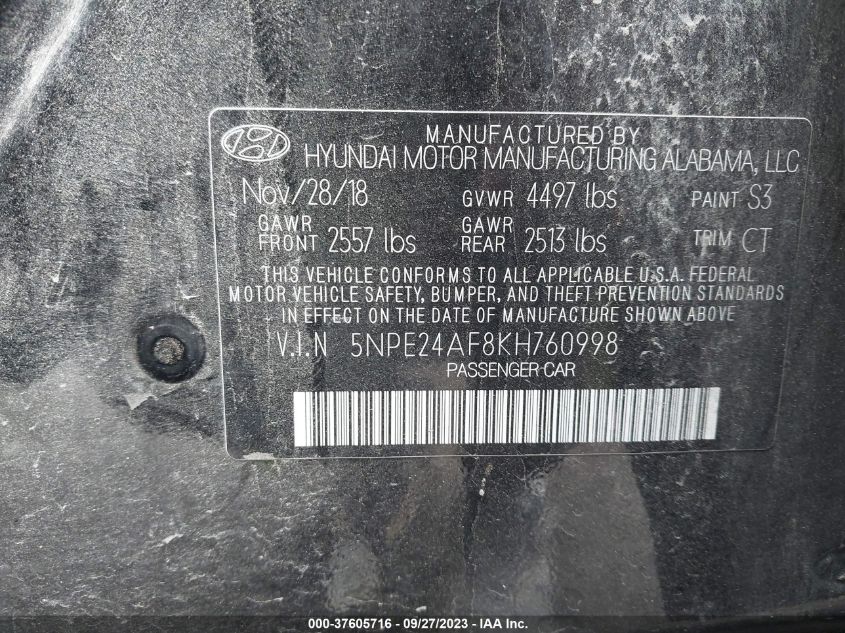 MANUFACTURED BY
HYUNDAI MOTOR MANUFACTURING ALABAMA, LLC
Nov/28/18 GVWR 4497 lbs PAINT S3
GAWR FRONT 2557 lbs GAWR REAR 2513 lbs TRIM CT
THIS VEHICLE CONFORMS TO ALL APPLICABLE U.S.A. FEDERAL
MOTOR VEHICLE SAFETY, BUMPER, AND THEFT PREVENTION STANDARDS
IN EFFECT ON THE DATE OF MANUFACTURE SHOWN ABOVE
V.I.N 5NPE24AF8KH760998
PASSENGER CAR
000-37605716 - 09/27/2023 - IAA Inc.